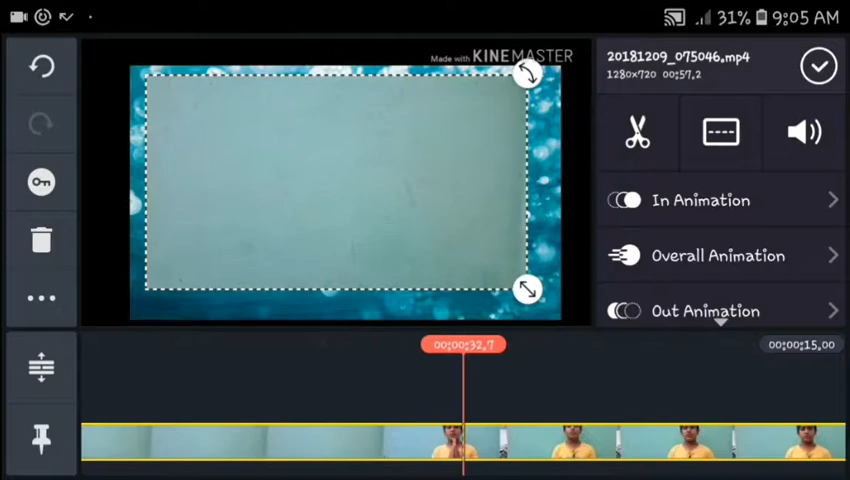 31% 9:05 AM
Made with KINEMASTER
20181209_075046.mp4
1280x720 00:57.2
In Animation
Overall Animation
Out Animation
00:00:32.7
00:00:15.00